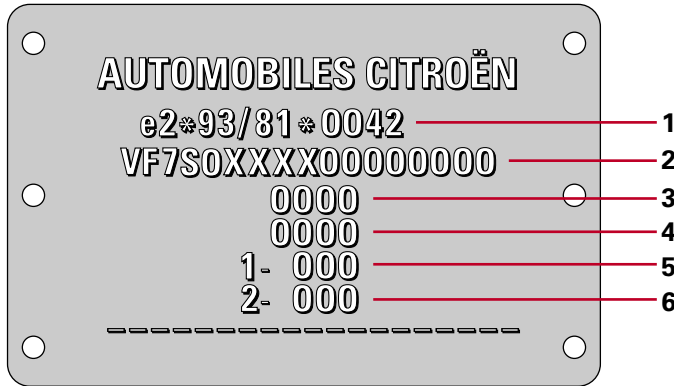 AUTOMOBILES CITROËN
e2*93/81*0042 1
VF7S0XXXX00000000 2
0000 3
0000 4
1- 000 5
2- 000 6